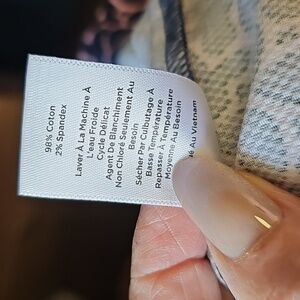 98% Coton
2% Spandex
Laver À La Machine À
L'eau Froide
Cycle Délicat
Agent De Blanchiment
Non Chloré Seulement Au
Besoin
Sécher Par Culbutage À
Basse Température
Repasser À Température
Moyenne Au Besoin
Au Vietnam